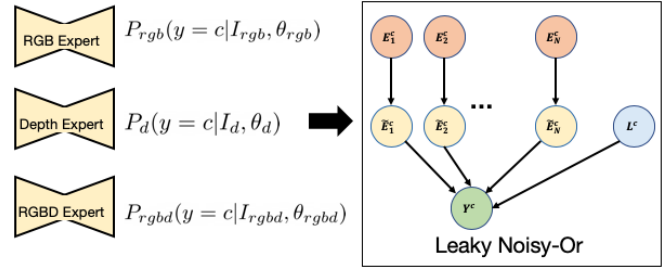 RGB Expert
P_{rgb}(y = c|I_{rgb}, θ_{rgb})
Depth Expert
P_d(y = c|I_d, θ_d)
RGBD Expert
P_{rgbd}(y = c|I_{rgbd}, θ_{rgbd})
E_1^c E_2^c E_N^c
...
Ẽ_1^c Ẽ_2^c Ẽ_N^c L^c
Y^c
Leaky Noisy-Or